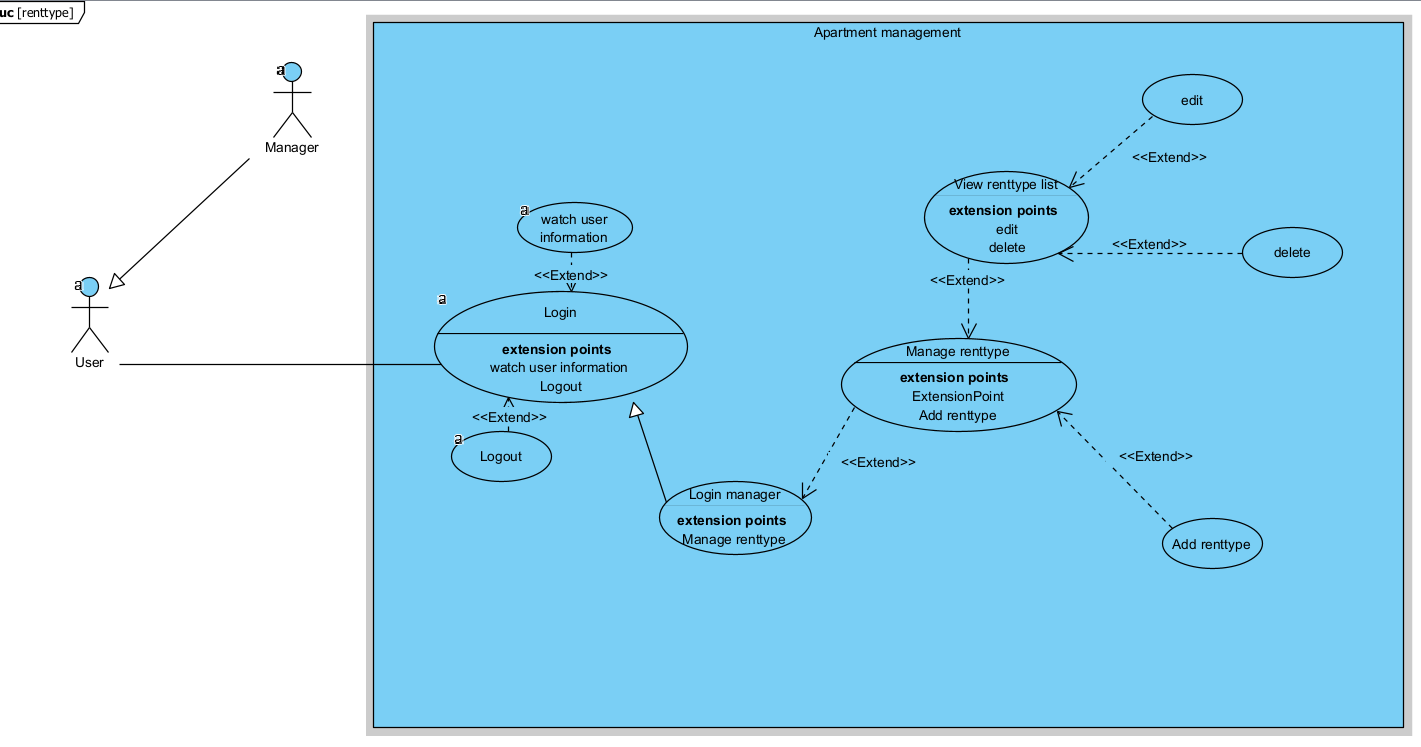 uc [renttype]
Apartment management
a
Manager
a
User
a
watch user
information
<<Extend>>
a
Login
extension points
watch user information
Logout
<<Extend>>
a
Logout
Login manager
extension points
Manage renttype
<<Extend>>
Manage renttype
extension points
ExtensionPoint
Add renttype
<<Extend>>
Add renttype
<<Extend>>
View renttype list
extension points
edit
delete
<<Extend>>
edit
<<Extend>>
delete